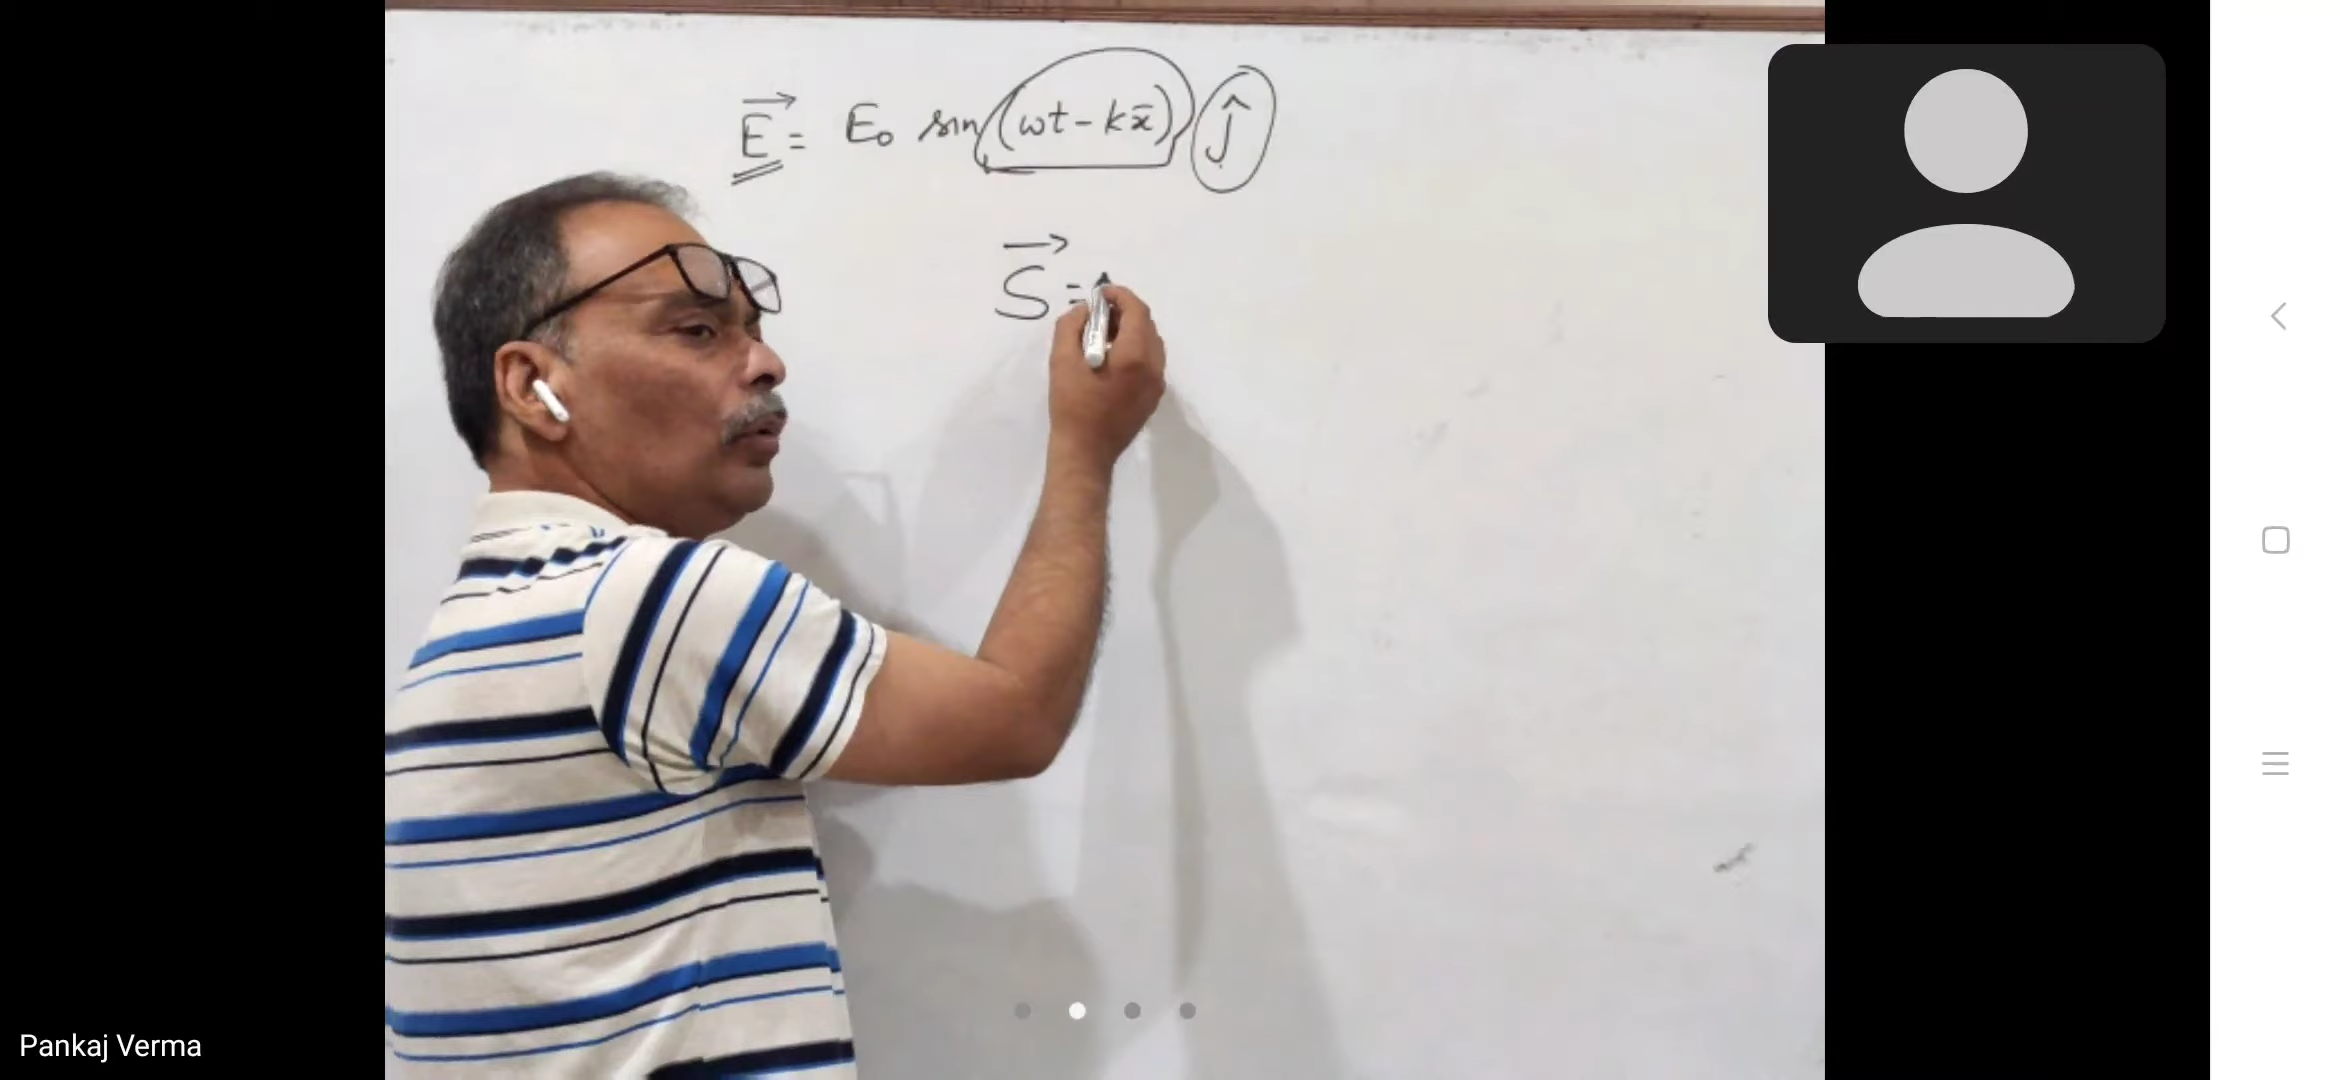 E⃗ = E₀ sin (ωt - kx̄) ĵ
S⃗ =
Pankaj Verma